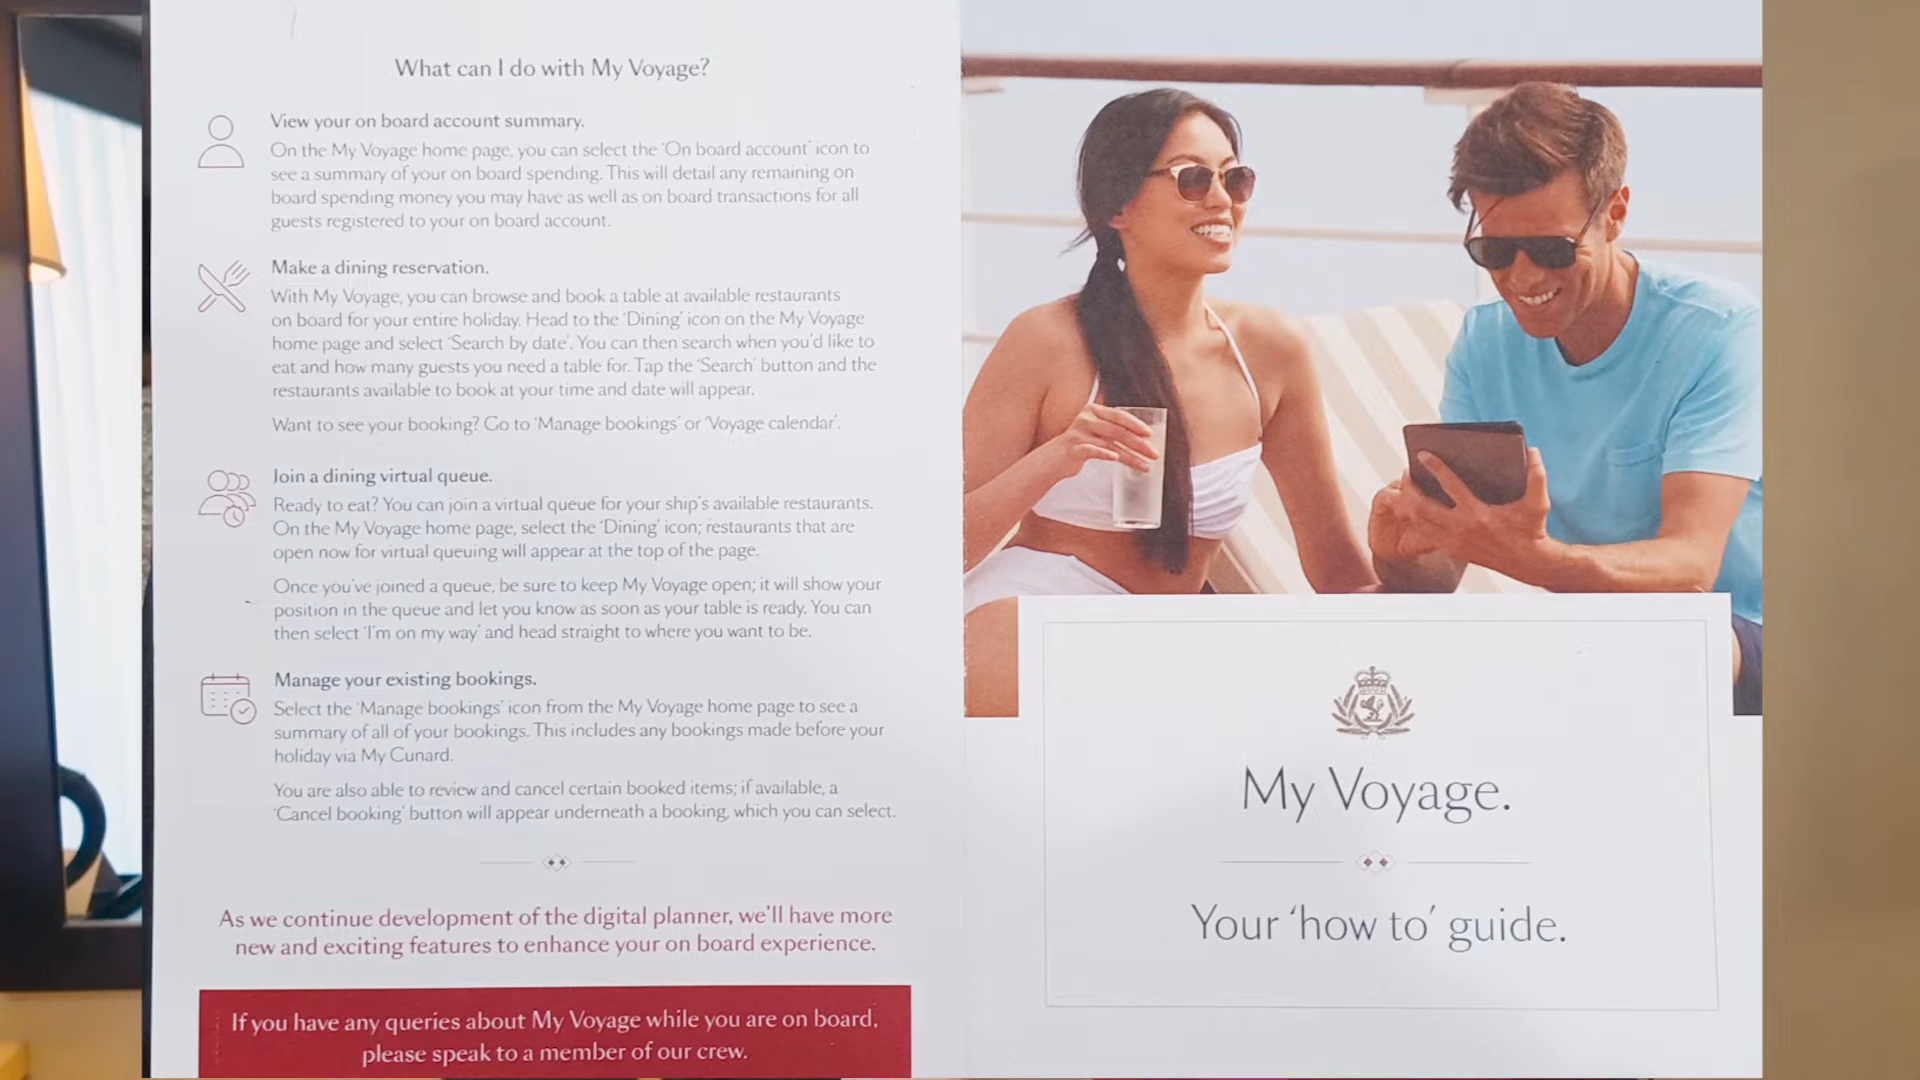 What can I do with My Voyage?
View your on board account summary.
On the My Voyage home page, you can select the ‘On board account’ icon to
see a summary of your on board spending. This will detail any remaining on
board spending money you may have as well as on board transactions for all
guests registered to your on board account.
Make a dining reservation.
With My Voyage, you can browse and book a table at available restaurants
on board for your entire holiday. Head to the ‘Dining’ icon on the My Voyage
home page and select ‘Search by date’. You can then search when you’d like to
eat and how many guests you need a table for. Tap the ‘Search’ button and the
restaurants available to book at your time and date will appear.
Want to see your booking? Go to ‘Manage bookings’ or ‘Voyage calendar’.
Join a dining virtual queue.
Ready to eat? You can join a virtual queue for your ship’s available restaurants.
On the My Voyage home page, select the ‘Dining’ icon; restaurants that are
open now for virtual queuing will appear at the top of the page.
Once you’ve joined a queue, be sure to keep My Voyage open; it will show your
position in the queue and let you know as soon as your table is ready. You can
then select ‘I’m on my way’ and head straight to where you want to be.
Manage your existing bookings.
Select the ‘Manage bookings’ icon from the My Voyage home page to see a
summary of all of your bookings. This includes any bookings made before your
holiday via My Cunard.
You are also able to review and cancel certain booked items; if available, a
‘Cancel booking’ button will appear underneath a booking, which you can select.
As we continue development of the digital planner, we’ll have more
new and exciting features to enhance your on board experience.
If you have any queries about My Voyage while you are on board,
please speak to a member of our crew.
My Voyage.
Your ‘how to’ guide.